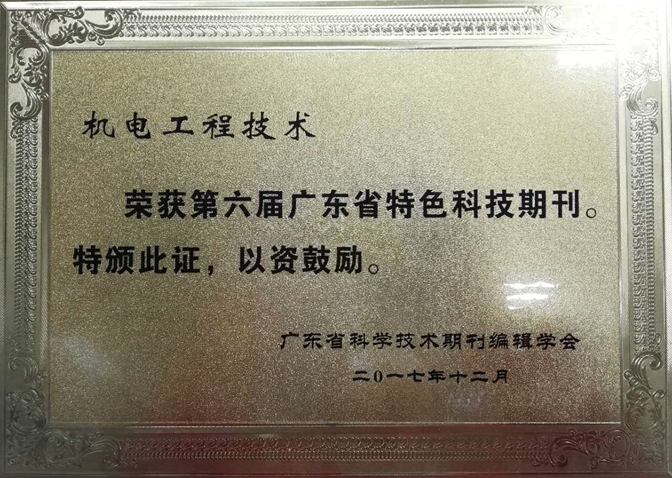 机电工程技术
荣获第六届广东省特色科技期刊。
特颁此证，以资鼓励。
广东省科学技术期刊编辑学会
二0一七年十二月